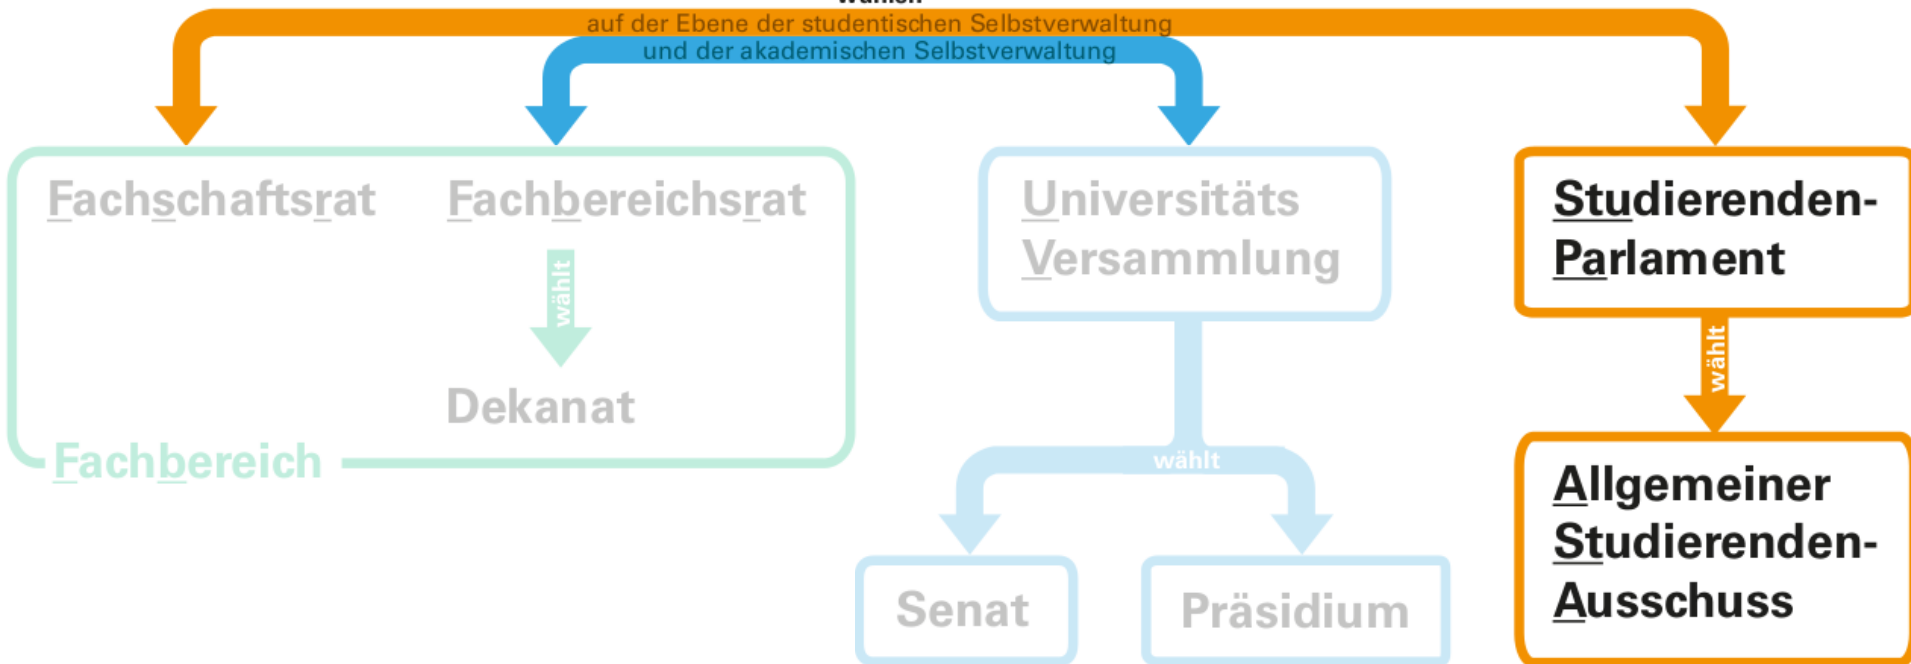 wählen
auf der Ebene der studentischen Selbstverwaltung
und der akademischen Selbstverwaltung
Fachschaftsrat
Fachbereichsrat
wählt
Dekanat
Fachbereich
Universitäts
Versammlung
wählt
Senat
Präsidium
Studierenden-
Parlament
wählt
Allgemeiner
Studierenden-
Ausschuss